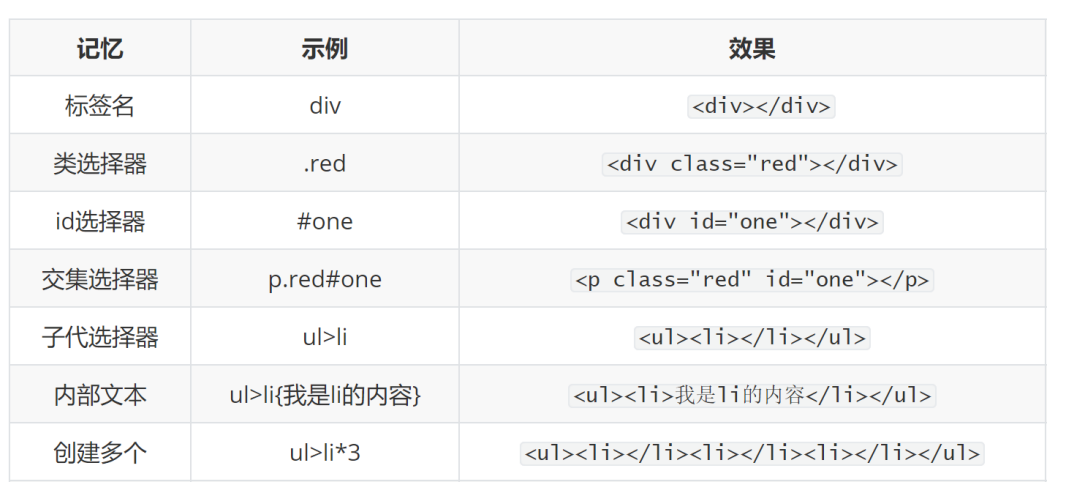 记忆 示例 效果
标签名 div <div></div>
类选择器 .red <div class="red"></div>
id选择器 #one <div id="one"></div>
交集选择器 p.red#one <p class="red" id="one"></p>
子代选择器 ul>li <ul><li></li></ul>
内部文本 ul>li{我是li的内容} <ul><li>我是li的内容</li></ul>
创建多个 ul>li*3 <ul><li></li><li></li><li></li></ul>